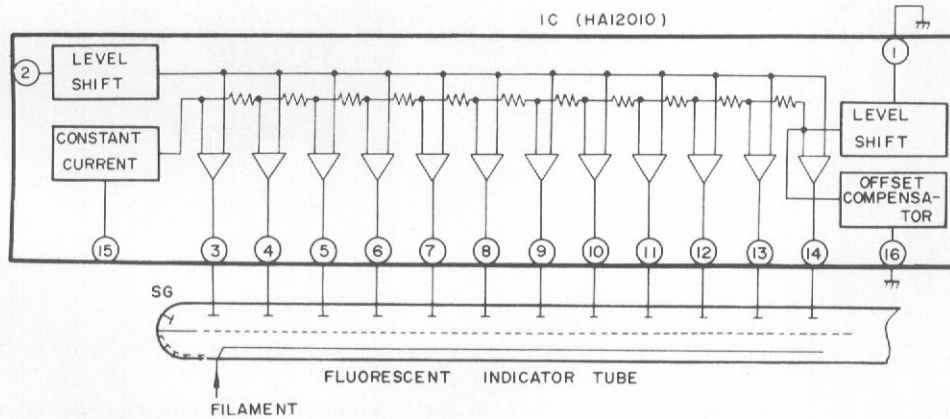 IC (HA12010)
1
2
LEVEL
SHIFT
CONSTANT
CURRENT
LEVEL
SHIFT
OFFSET
COMPENSA-
TOR
15
3
4
5
6
7
8
9
10
11
12
13
14
16
SG
FLUORESCENT INDICATOR TUBE
FILAMENT